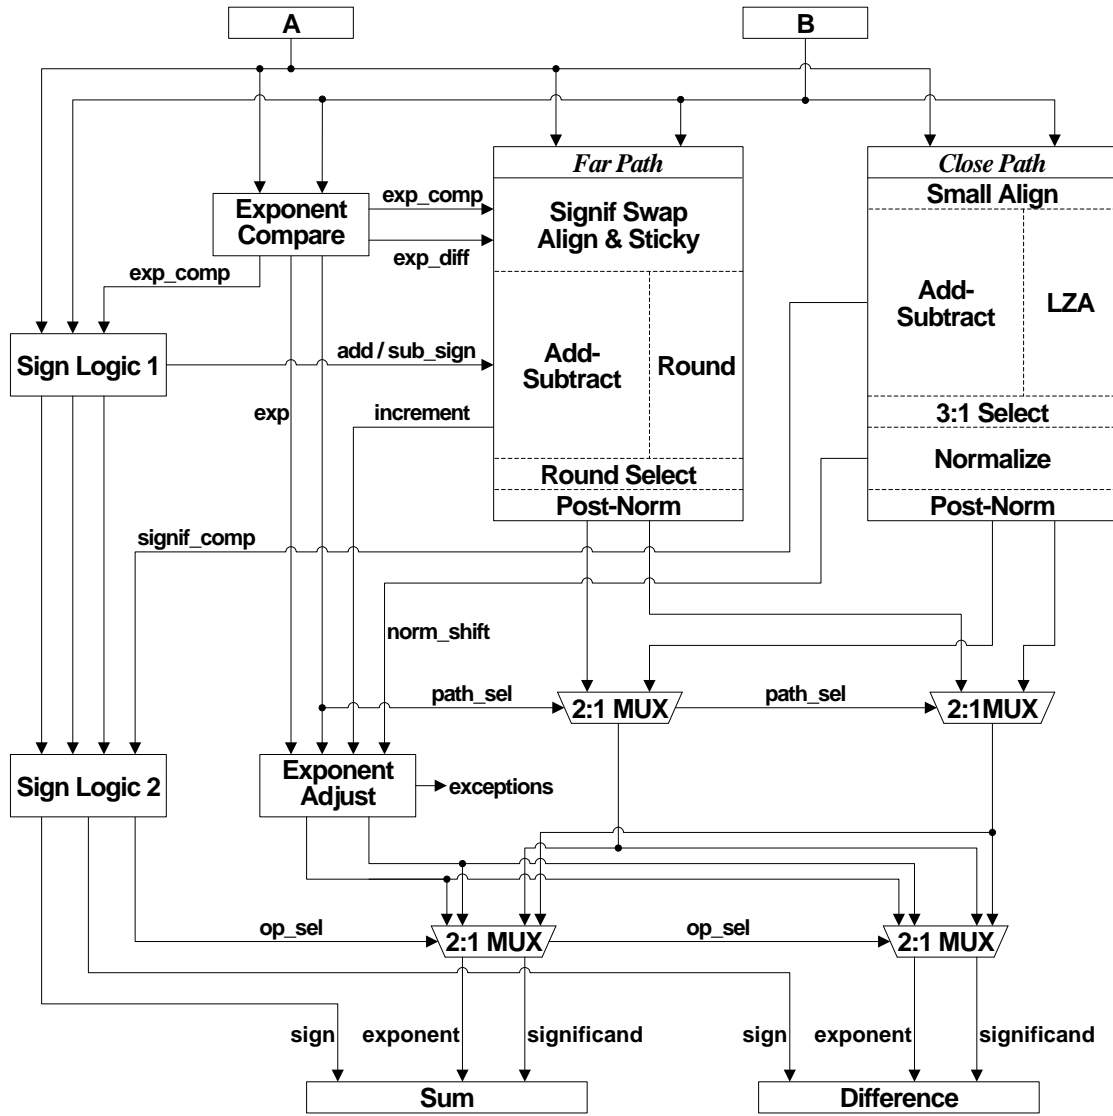 A
B
Far Path
Close Path
exp_comp
Small Align
Exponent
Compare
Signif Swap
Align & Sticky
exp_diff
exp_comp
Add-
Subtract
LZA
Sign Logic 1
add / sub_sign
Add-
Subtract
Round
exp
increment
3:1 Select
Normalize
Round Select
Post-Norm
Post-Norm
signif_comp
norm_shift
path_sel
2:1 MUX
path_sel
2:1MUX
Sign Logic 2
Exponent
Adjust
exceptions
op_sel
2:1 MUX
op_sel
2:1 MUX
sign
exponent
significand
sign
exponent
significand
Sum
Difference